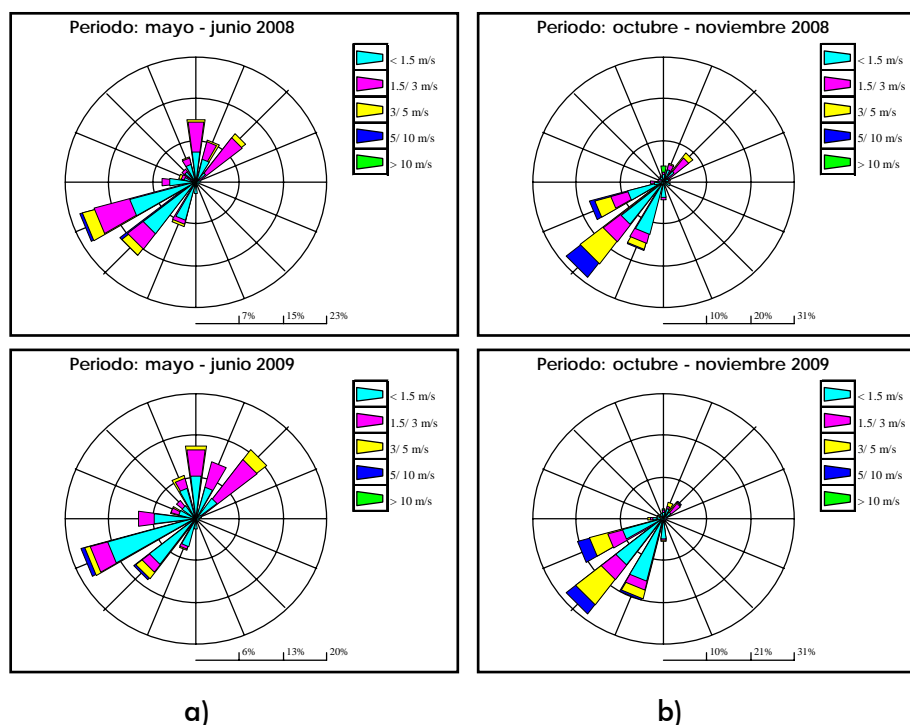 Periodo: mayo - junio 2008
< 1.5 m/s
1.5/ 3 m/s
3/ 5 m/s
5/ 10 m/s
> 10 m/s
7% 15% 23%
Periodo: octubre - noviembre 2008
< 1.5 m/s
1.5/ 3 m/s
3/ 5 m/s
5/ 10 m/s
> 10 m/s
10% 20% 31%
Periodo: mayo - junio 2009
< 1.5 m/s
1.5/ 3 m/s
3/ 5 m/s
5/ 10 m/s
> 10 m/s
6% 13% 20%
Periodo: octubre - noviembre 2009
< 1.5 m/s
1.5/ 3 m/s
3/ 5 m/s
5/ 10 m/s
> 10 m/s
10% 21% 31%
a) b)